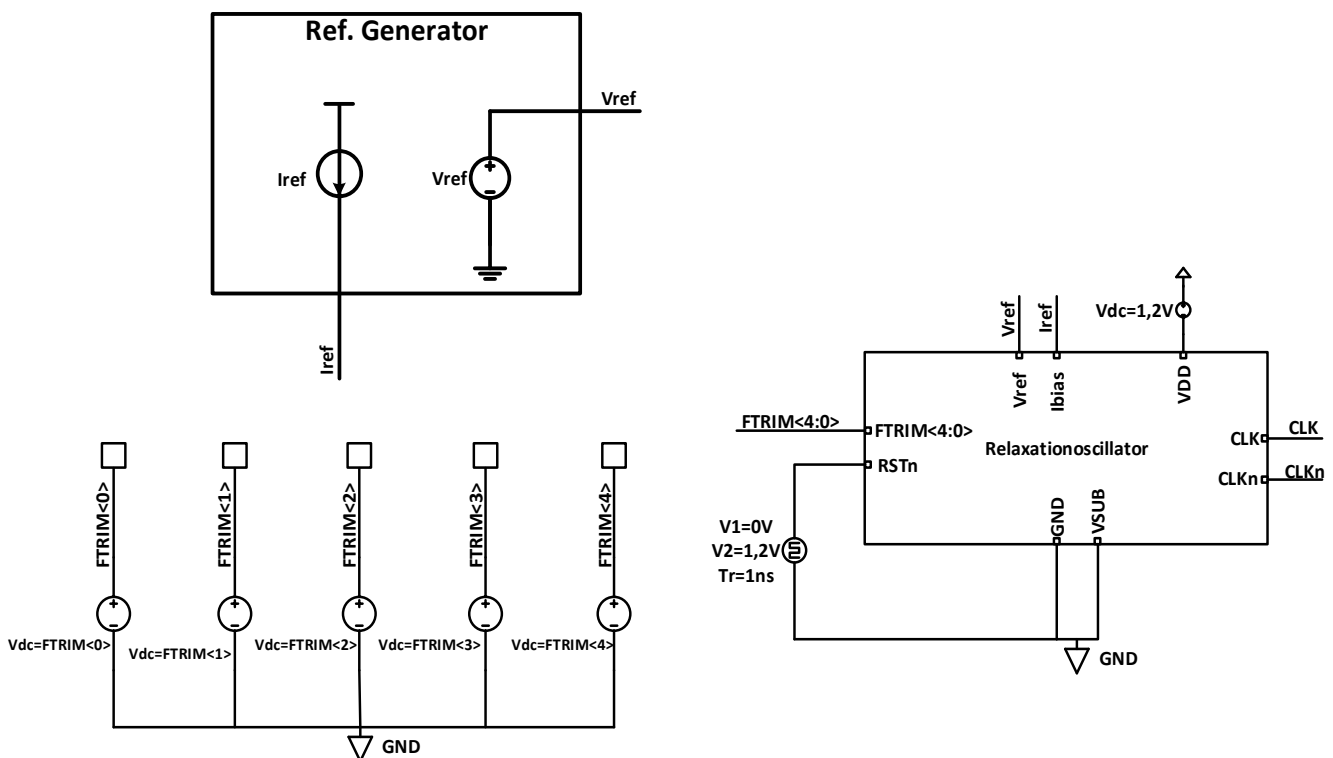 Ref. Generator
Vref
Iref
Vref
Iref
FTRIM<0>
FTRIM<1>
FTRIM<2>
FTRIM<3>
FTRIM<4>
Vdc=FTRIM<0>
Vdc=FTRIM<1>
Vdc=FTRIM<2>
Vdc=FTRIM<3>
Vdc=FTRIM<4>
GND
Vref
Iref
Vdc=1,2V
Vref
Ibias
VDD
FTRIM<4:0>
FTRIM<4:0>
Relaxationoscillator
CLK
CLK
RSTn
CLKn
CLKn
GND
VSUB
V1=0V
V2=1,2V
Tr=1ns
GND